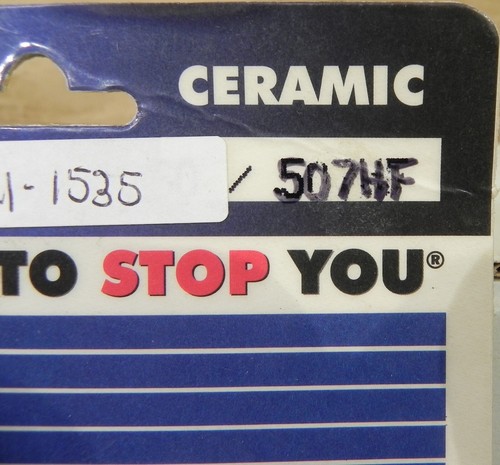 CERAMIC
-1535 / 507HF
TO STOP YOU®